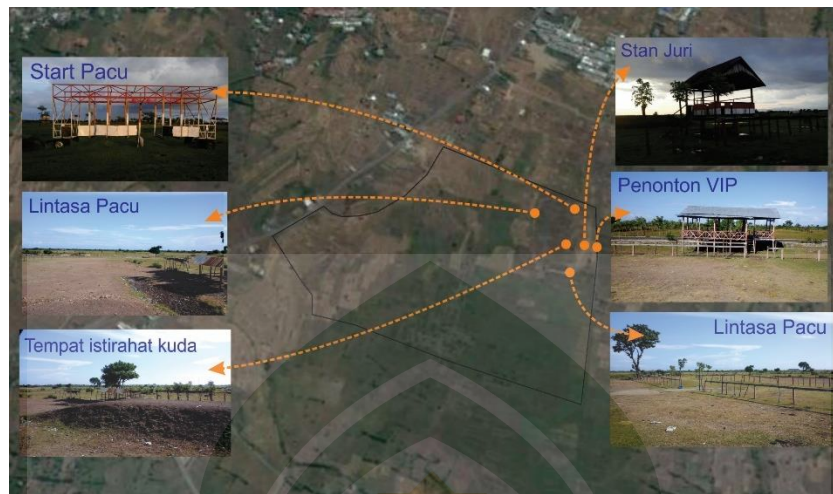 Start Pacu
Stan Juri
Lintasa Pacu
Penonton VIP
Tempat istirahat kuda
Lintasa Pacu